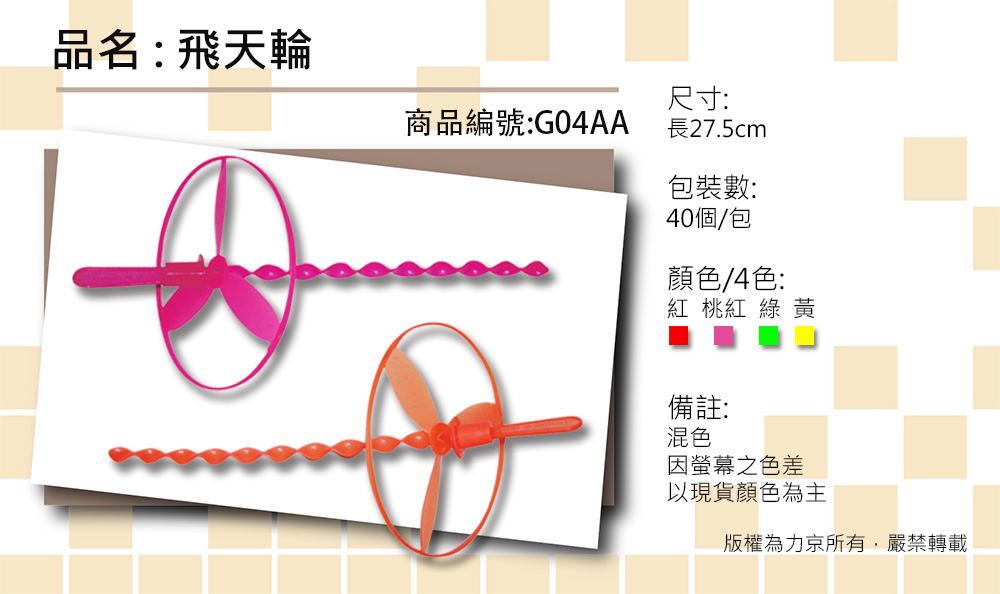 品名 : 飛天輪
商品編號:G04AA
尺寸:
長27.5cm
包裝數:
40個/包
顏色/4色:
紅 桃紅 綠 黃
備註:
混色
因螢幕之色差
以現貨顏色為主
版權為力京所有，嚴禁轉載